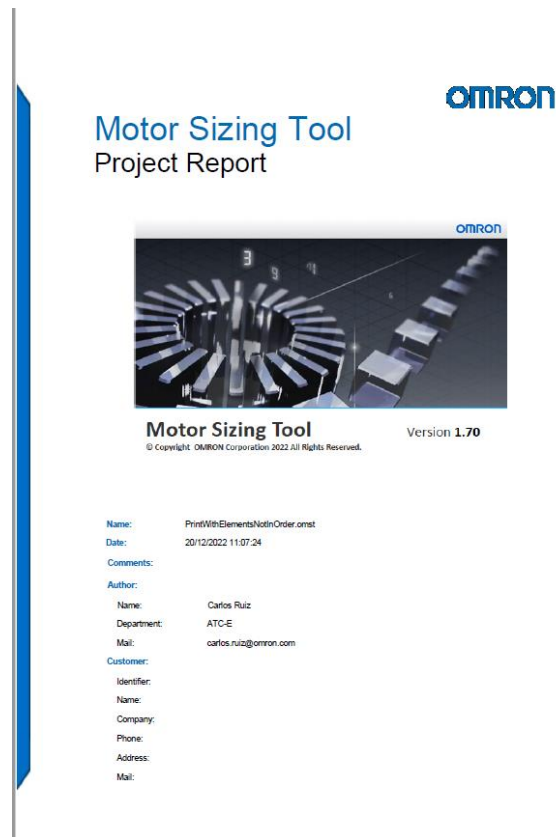 OMRON
Motor Sizing Tool
Project Report
OMRON
Motor Sizing Tool
Version 1.70
© Copyright OMRON Corporation 2022 All Rights Reserved.
Name: PrintWithElementsNotInOrder.omst
Date: 20/12/2022 11:07:24
Comments:
Author:
Name: Carlos Ruiz
Department: ATC-E
Mail: carlos.ruiz@omron.com
Customer:
Identifier:
Name:
Company:
Phone:
Address:
Mail: